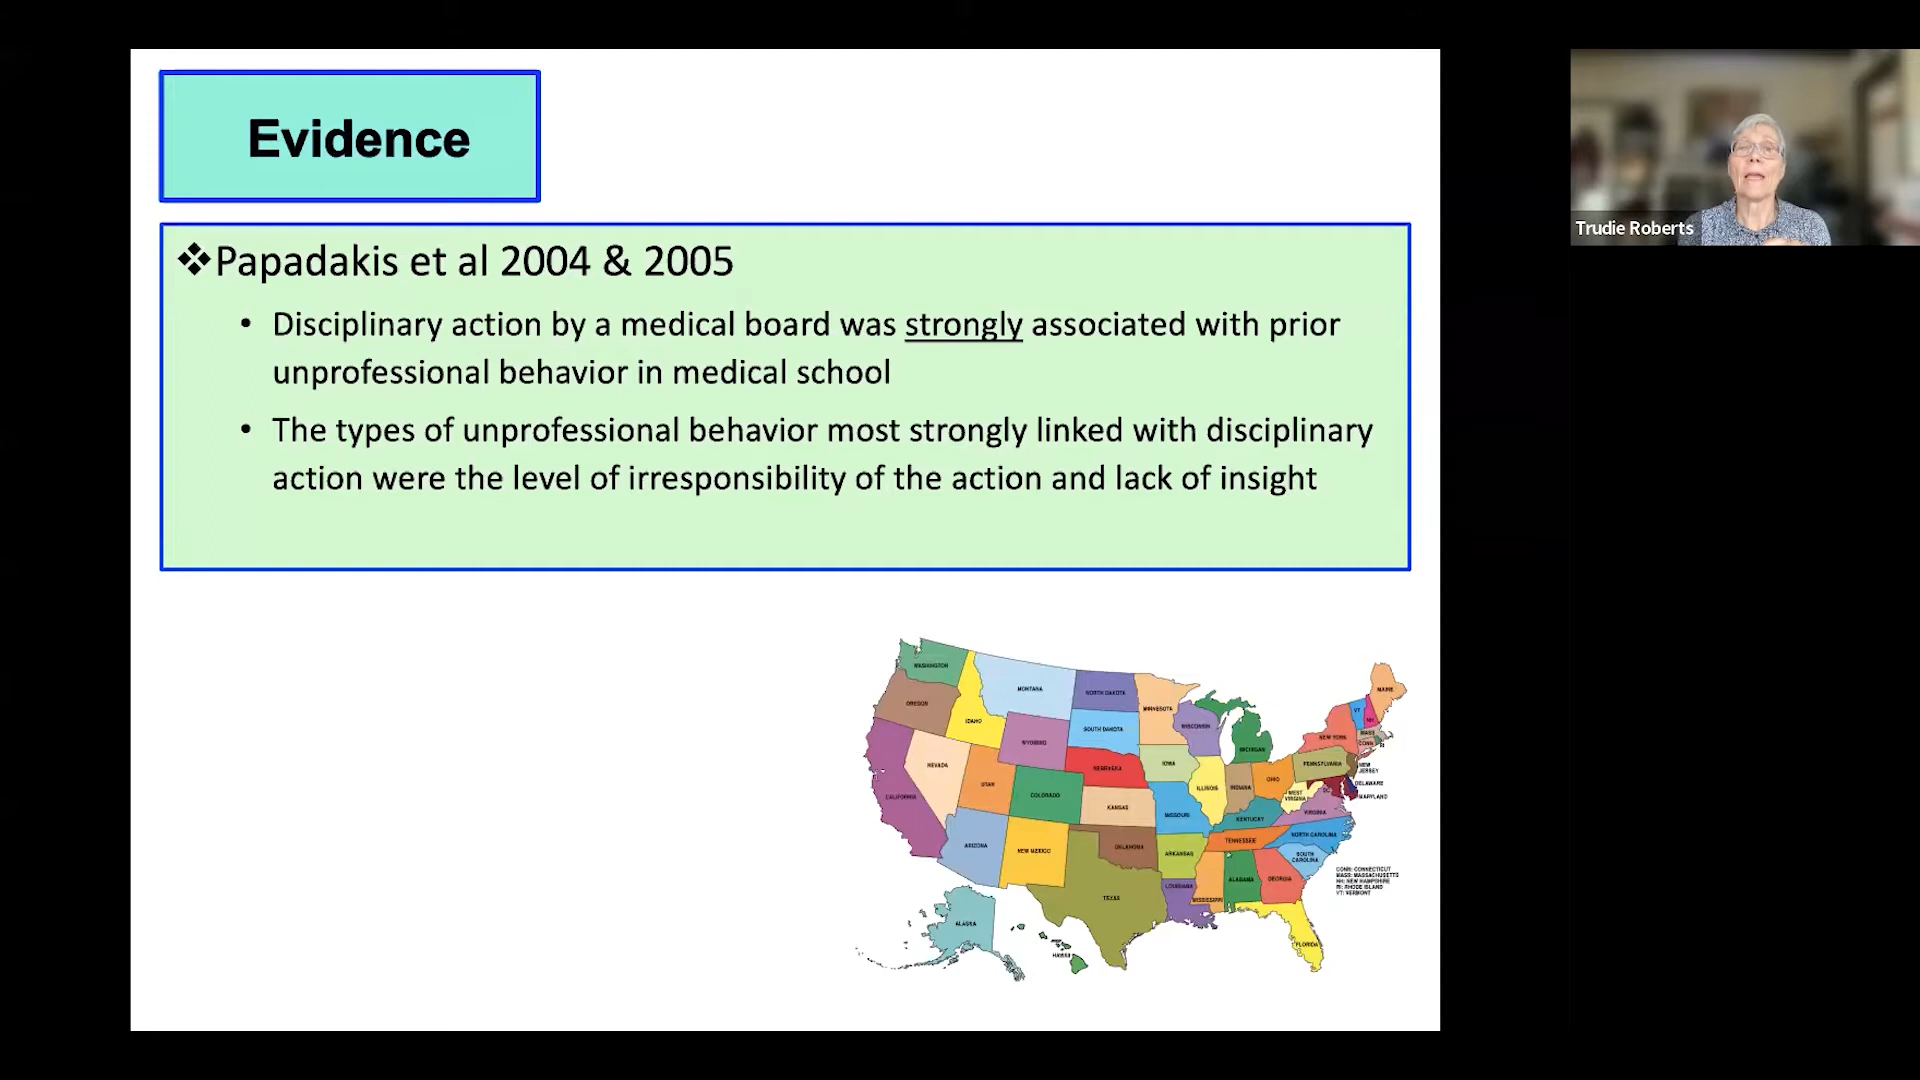 Evidence
❖Papadakis et al 2004 & 2005
• Disciplinary action by a medical board was strongly associated with prior
unprofessional behavior in medical school
• The types of unprofessional behavior most strongly linked with disciplinary
action were the level of irresponsibility of the action and lack of insight
Trudie Roberts
WASHINGTON
OREGON
IDAHO
MONTANA
NORTH DAKOTA
MINNESOTA
WISCONSIN
MICHIGAN
MAINE
VT
NH
MASS
CONN
RI
NEW YORK
SOUTH DAKOTA
WYOMING
NEVADA
UTAH
CALIFORNIA
COLORADO
NEBRASKA
IOWA
ILLINOIS
INDIANA
OHIO
PENNSYLVANIA
NEW
JERSEY
DELAWARE
MARYLAND
DC
WEST
VIRGINIA
VIRGINIA
KANSAS
MISSOURI
KENTUCKY
TENNESSEE
NORTH CAROLINA
SOUTH
CAROLINA
ARIZONA
NEW MEXICO
OKLAHOMA
ARKANSAS
TEXAS
LOUISIANA
MISSISSIPPI
ALABAMA
GEORGIA
FLORIDA
ALASKA
HAWAII
CONN: CONNECTICUT
MASS: MASSACHUSETTS
NH: NEW HAMPSHIRE
RI: RHODE ISLAND
VT: VERMONT